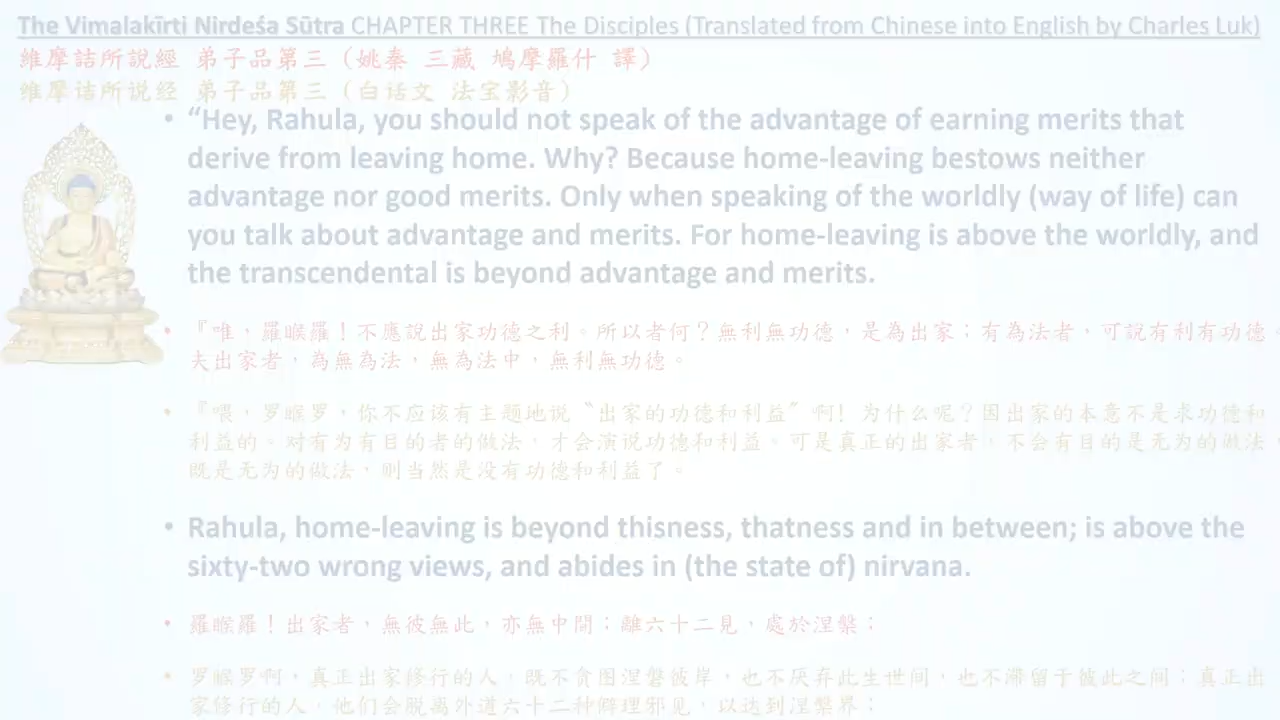 The Vimalakīrti Nirdeśa Sūtra CHAPTER THREE The Disciples (Translated from Chinese into English by Charles Luk)
維摩詰所說經 弟子品第三（姚秦 三藏 鳩摩羅什 譯）
维摩诘所说经 弟子品第三（白话文 法宝影音）
• “Hey, Rahula, you should not speak of the advantage of earning merits that
derive from leaving home. Why? Because home-leaving bestows neither
advantage nor good merits. Only when speaking of the worldly (way of life) can
you talk about advantage and merits. For home-leaving is above the worldly, and
the transcendental is beyond advantage and merits.
• 『唯，羅睺羅！不應說出家功德之利。所以者何？無利無功德，是為出家；有為法者，可說有利有功德。
夫出家者，為無為法，無為法中，無利無功德。
• 『喂，罗睺罗，你不应该有主题地说〝出家的功德和利益〞啊！为什么呢？因出家的本意不是求功德和
利益的。对有为有目的者的做法，才会演说功德和利益。可是真正的出家者，不会有目的是无为的做法，
既是无为的做法，则当然是没有功德和利益了。
• Rahula, home-leaving is beyond thisness, thatness and in between; is above the
sixty-two wrong views, and abides in (the state of) nirvana.
• 羅睺羅！出家者，無彼無此，亦無中間；離六十二見，處於涅槃；
• 罗睺罗啊，真正出家修行的人，既不贪图涅磐彼岸，也不厌弃此生世间，也不滞留于彼此之间；真正出
家修行的人，他们会脱离外道六十二种僻理邪见，以达到涅槃界；